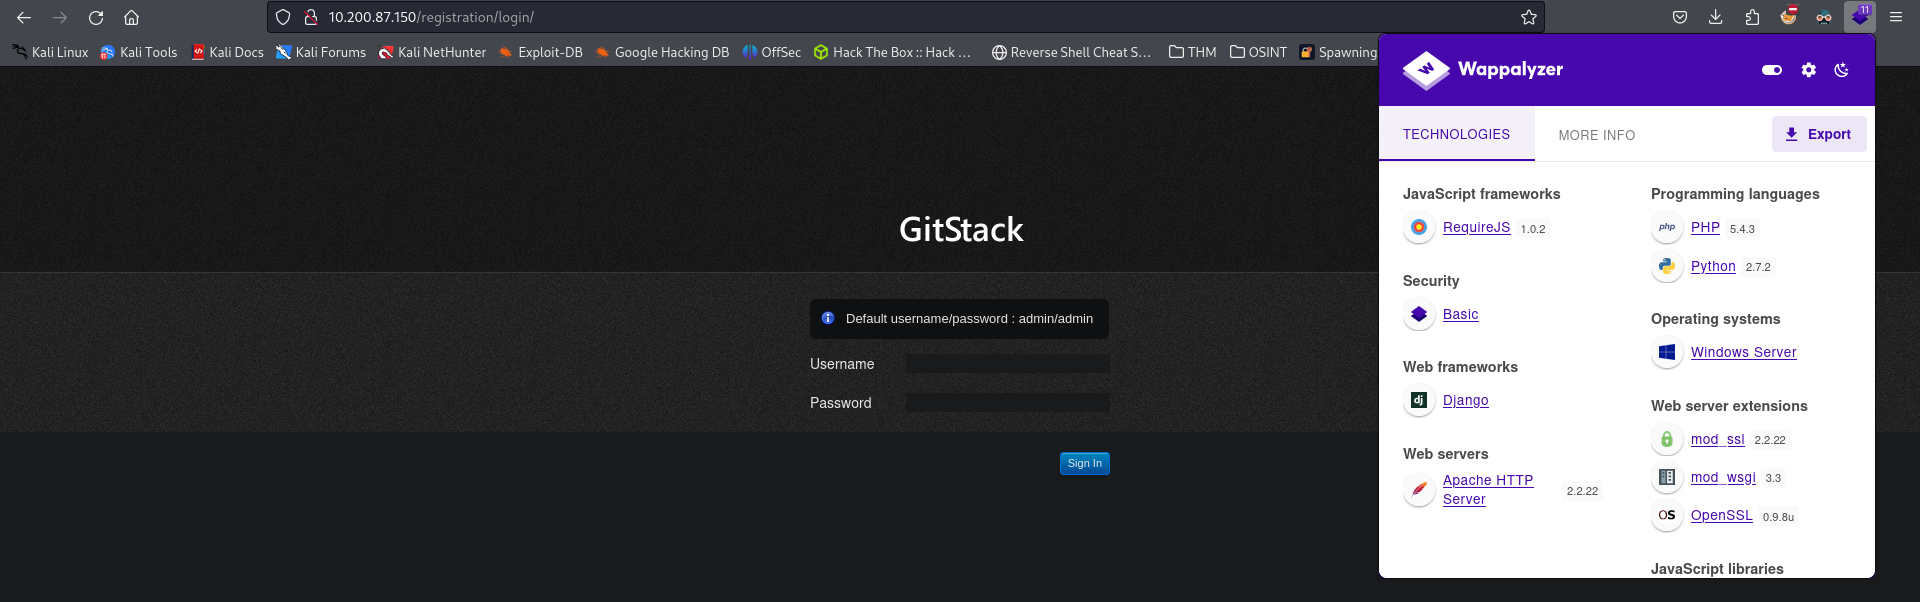 10.200.87.150/registration/login/
11
Kali Linux Kali Tools Kali Docs Kali Forums Kali NetHunter Exploit-DB Google Hacking DB OffSec Hack The Box :: Hack ... Reverse Shell Cheat S... THM OSINT Spawning
GitStack
Default username/password : admin/admin
Username
Password
Sign In
Wappalyzer
TECHNOLOGIES MORE INFO Export
JavaScript frameworks
RequireJS 1.0.2
Security
Basic
Web frameworks
dj Django
Web servers
Apache HTTP
Server 2.2.22
Programming languages
php PHP 5.4.3
Python 2.7.2
Operating systems
Windows Server
Web server extensions
mod_ssl 2.2.22
mod_wsgi 3.3
OS OpenSSL 0.9.8u
JavaScript libraries